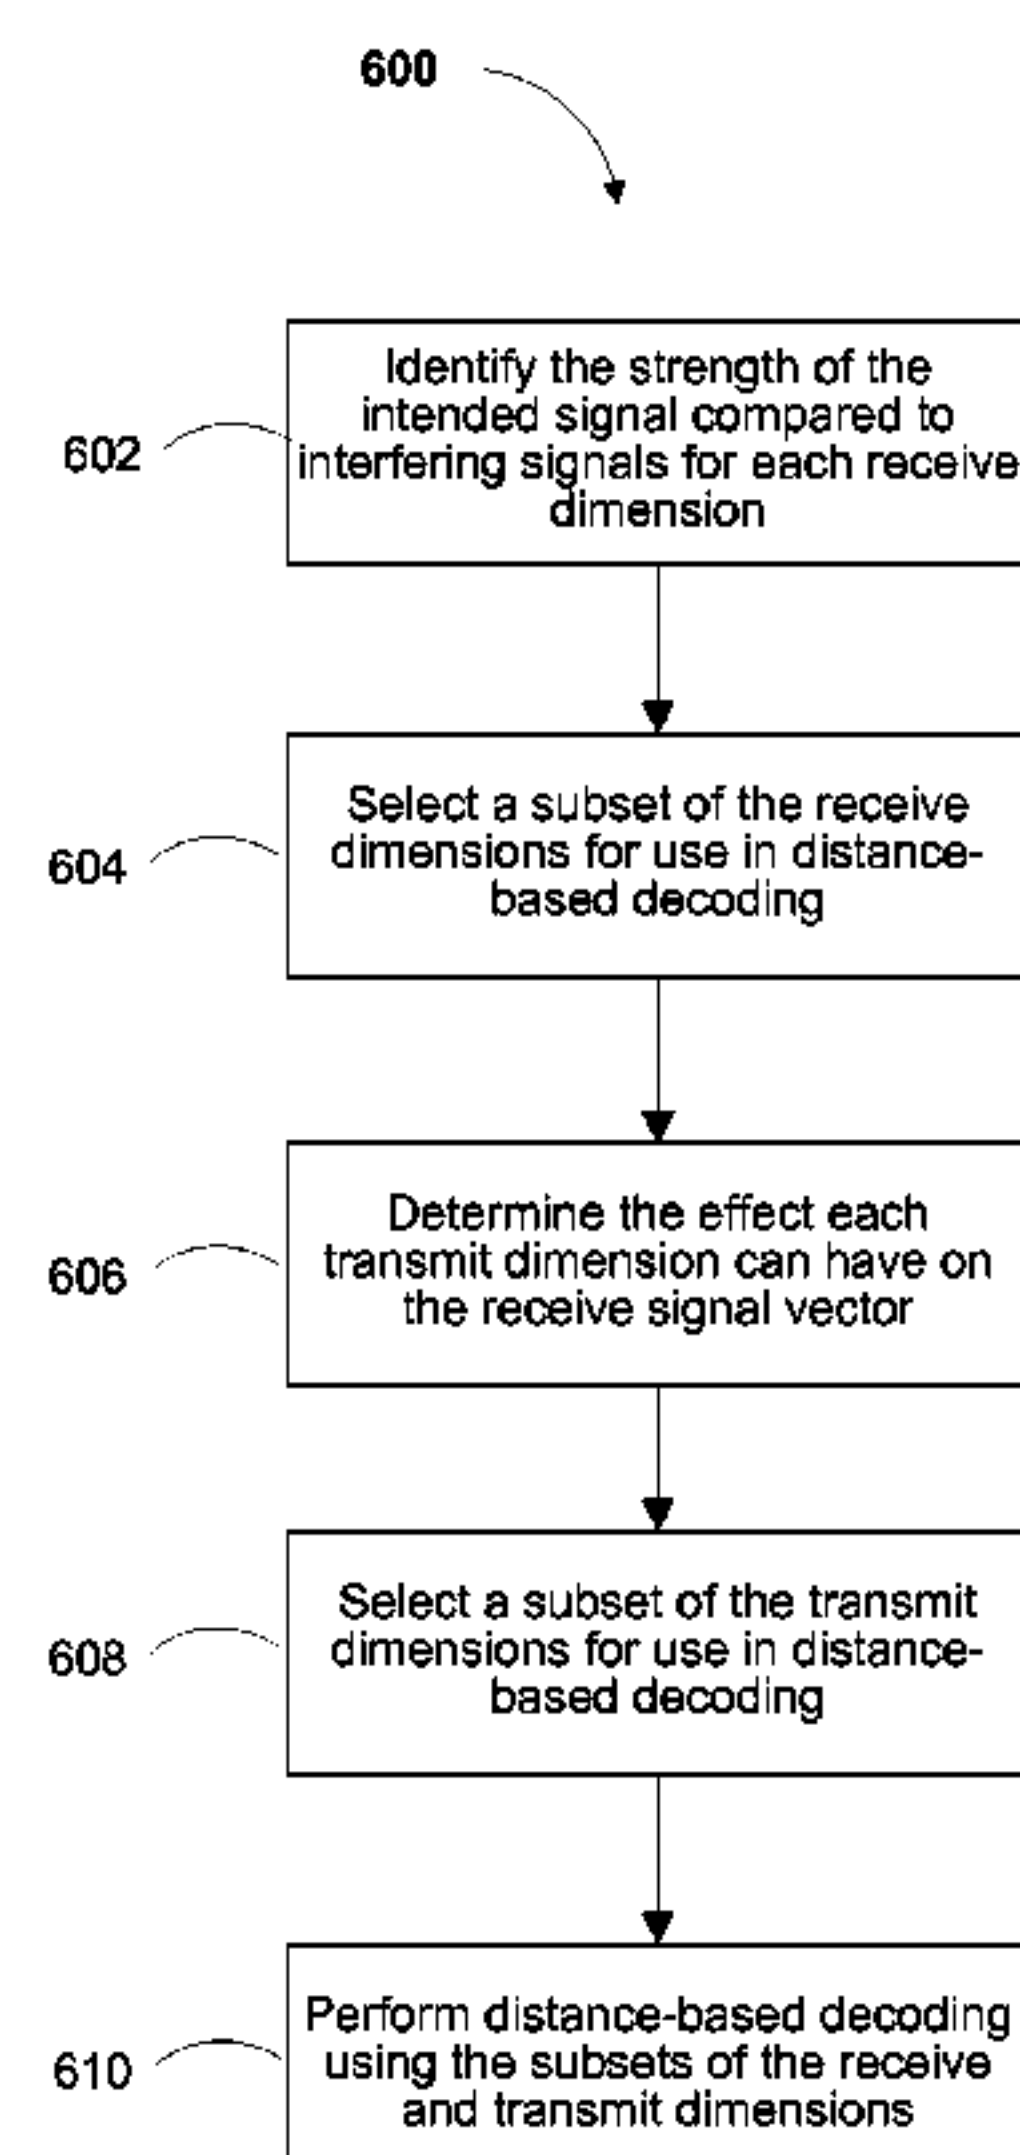 600
602
Identify the strength of the
intended signal compared to
interfering signals for each receive
dimension
604
Select a subset of the receive
dimensions for use in distance-
based decoding
606
Determine the effect each
transmit dimension can have on
the receive signal vector
608
Select a subset of the transmit
dimensions for use in distance-
based decoding
610
Perform distance-based decoding
using the subsets of the receive
and transmit dimensions